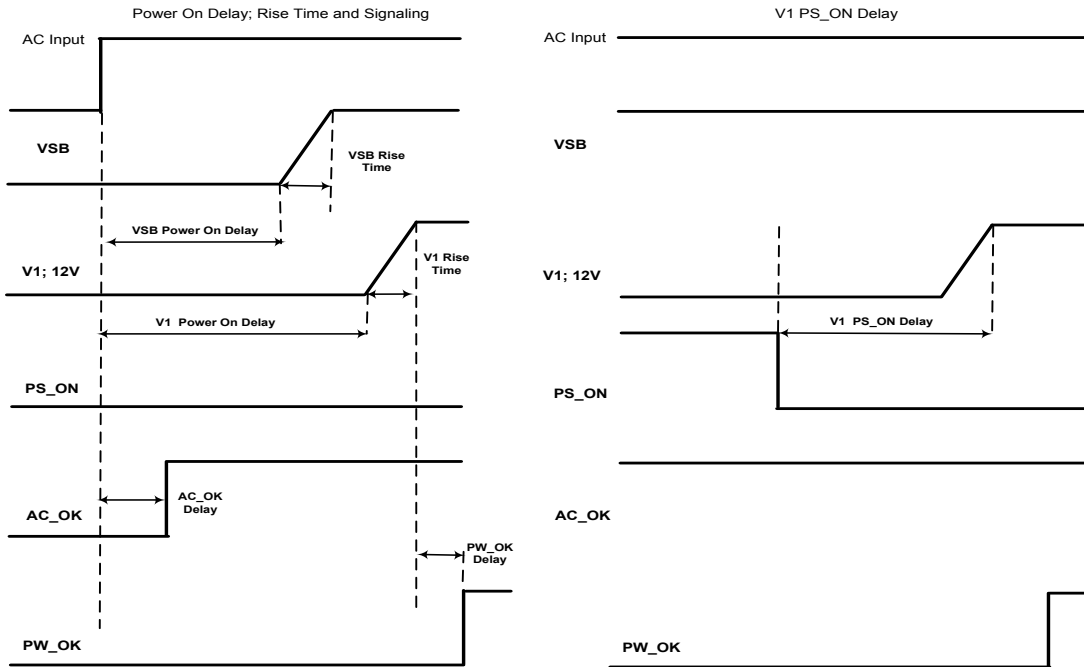 Power On Delay; Rise Time and Signaling
AC Input
VSB
VSB Rise
Time
VSB Power On Delay
V1; 12V
V1 Rise
Time
V1 Power On Delay
PS_ON
AC_OK
Delay
AC_OK
PW_OK
Delay
PW_OK
V1 PS_ON Delay
AC Input
VSB
V1; 12V
V1 PS_ON Delay
PS_ON
AC_OK
PW_OK